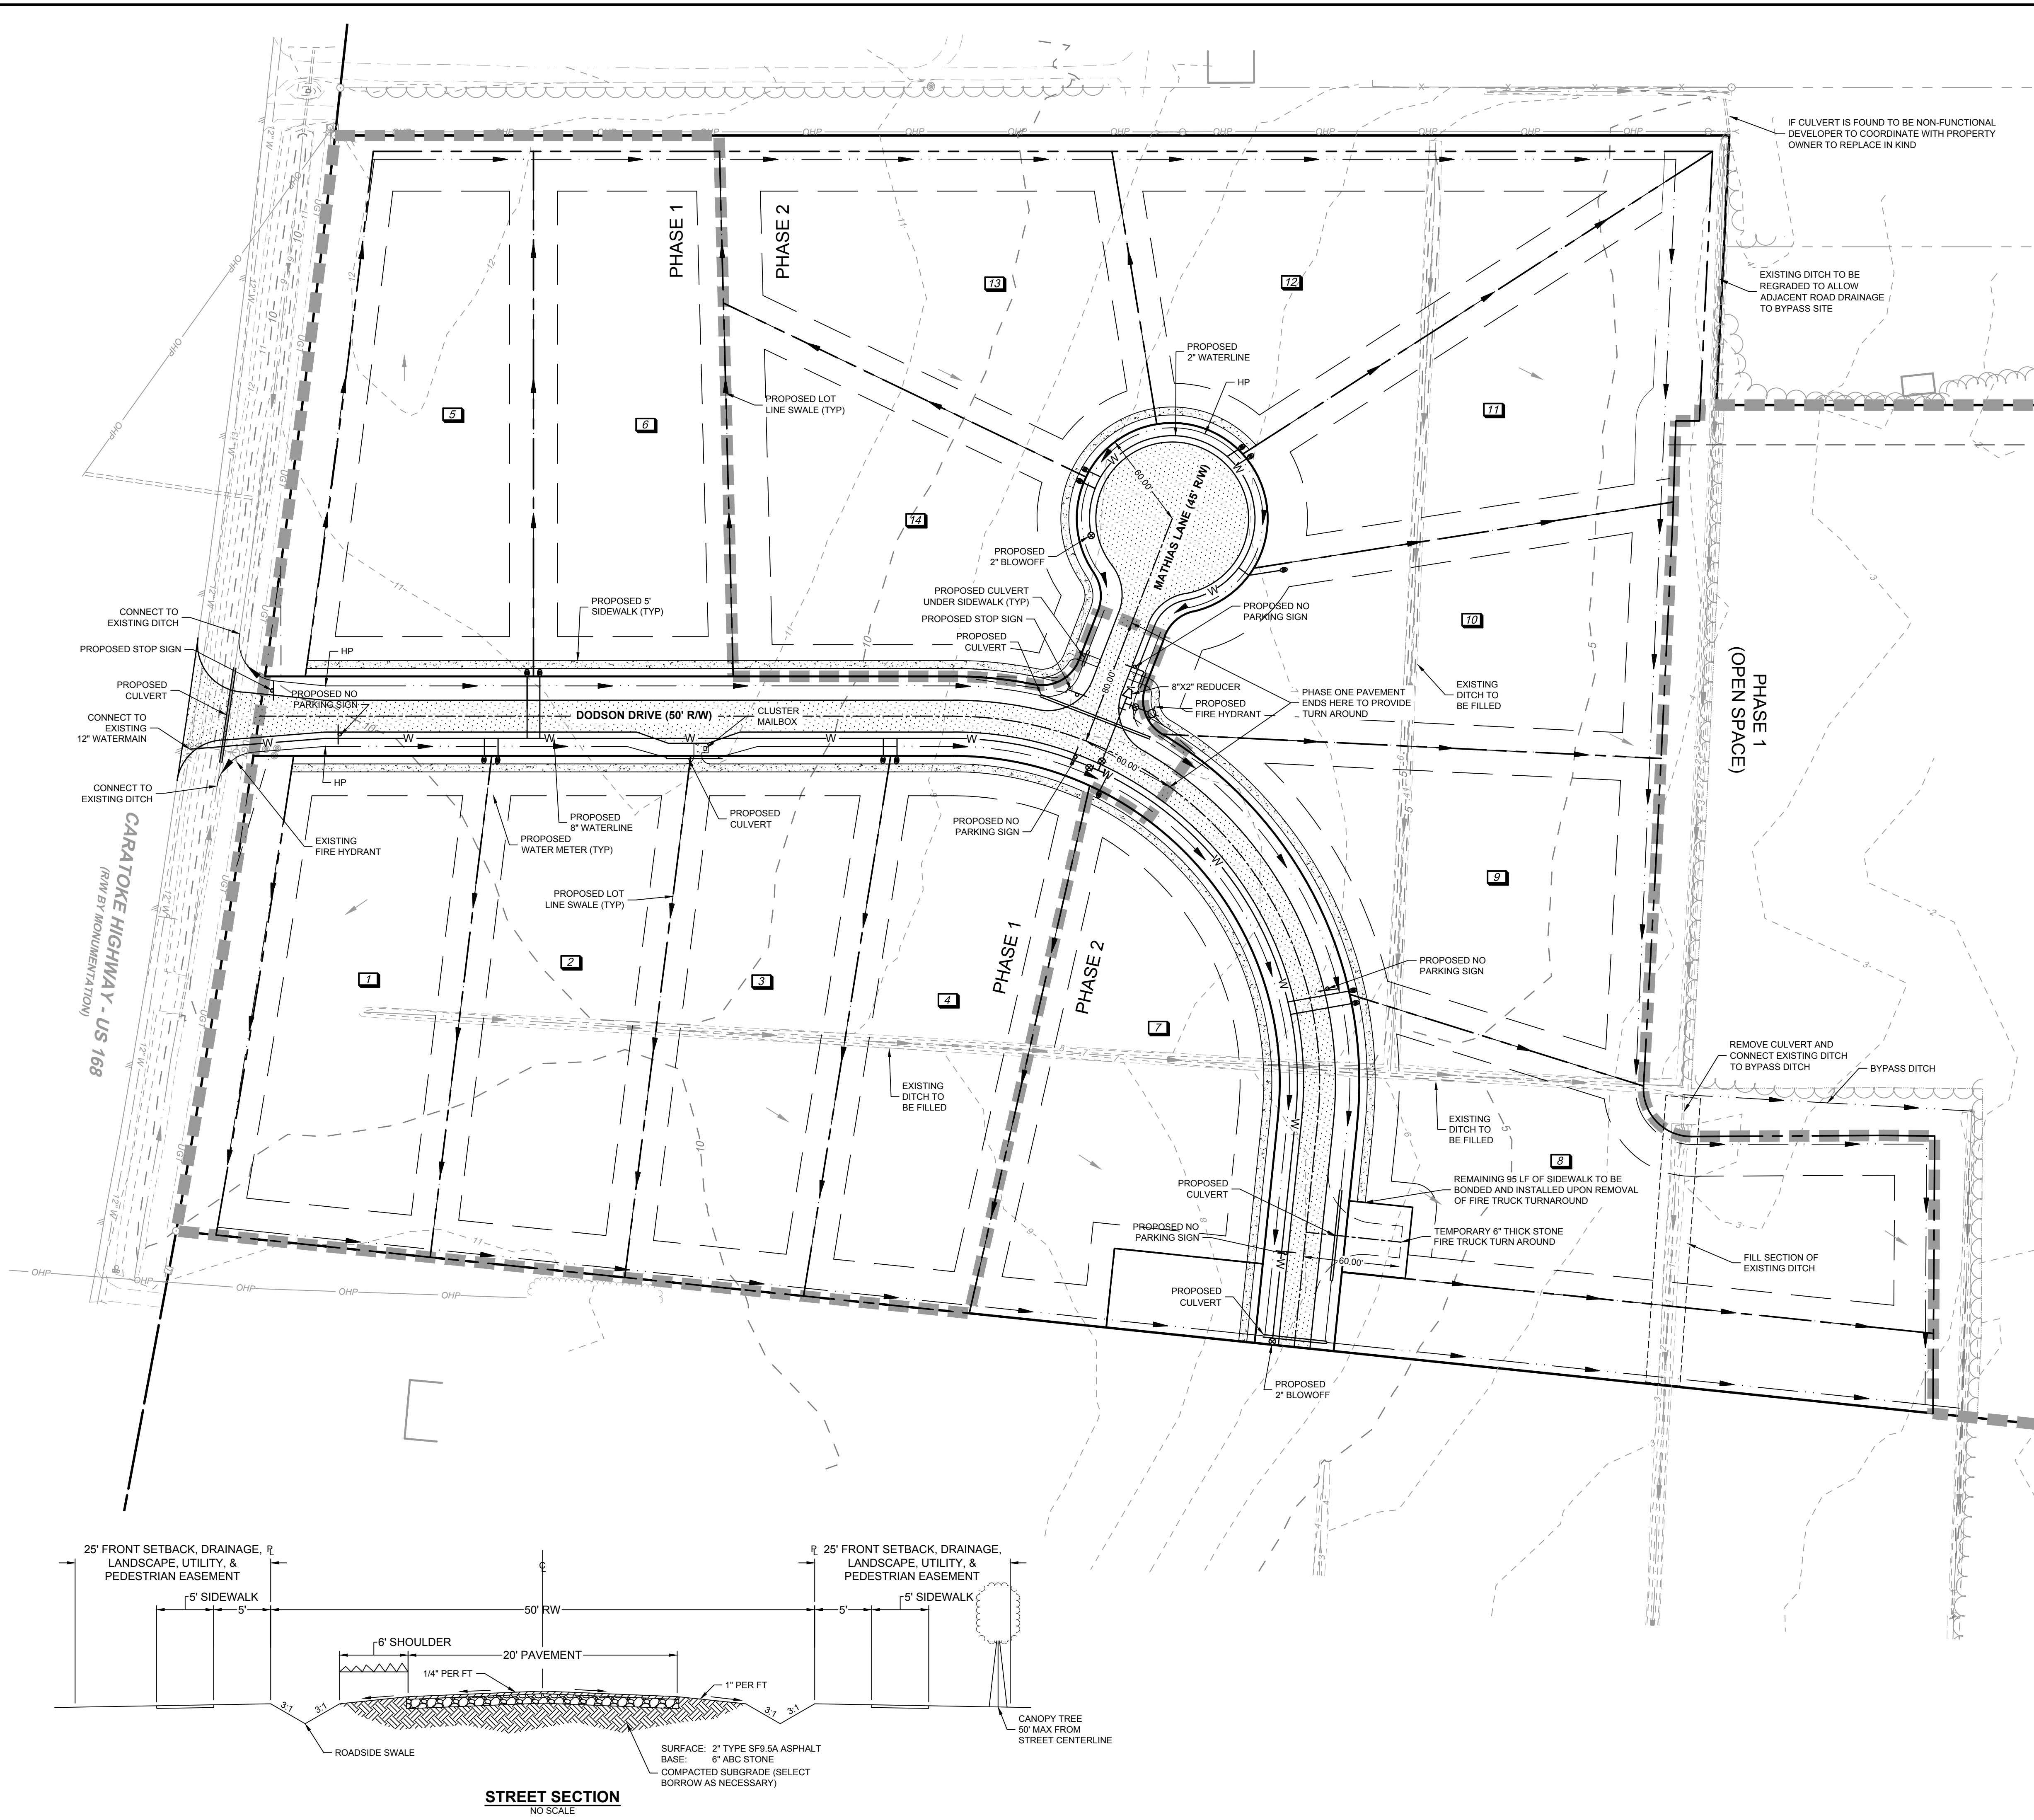 IF CULVERT IS FOUND TO BE NON-FUNCTIONAL
DEVELOPER TO COORDINATE WITH PROPERTY
OWNER TO REPLACE IN KIND
PHASE 1
PHASE 2
13
12
EXISTING DITCH TO BE
REGRADED TO ALLOW
ADJACENT ROAD DRAINAGE
TO BYPASS SITE
PROPOSED
2" WATERLINE
HP
5
6
PROPOSED LOT
LINE SWALE (TYP)
11
60.00'
MATHIAS LANE (45' R/W)
14
PROPOSED
2" BLOWOFF
PROPOSED CULVERT
UNDER SIDEWALK (TYP)
PROPOSED STOP SIGN
PROPOSED
CULVERT
PROPOSED NO
PARKING SIGN
10
PROPOSED 5'
SIDEWALK (TYP)
CONNECT TO
EXISTING DITCH
PROPOSED STOP SIGN
HP
PROPOSED
CULVERT
PROPOSED NO
PARKING SIGN
CONNECT TO
EXISTING
12" WATERMAIN
DODSON DRIVE (50' R/W)
CLUSTER
MAILBOX
80.00'
8"X2" REDUCER
PROPOSED
FIRE HYDRANT
PHASE ONE PAVEMENT
ENDS HERE TO PROVIDE
TURN AROUND
EXISTING
DITCH TO
BE FILLED
PHASE 1
(OPEN SPACE)
60.00'
HP
CONNECT TO
EXISTING DITCH
EXISTING
FIRE HYDRANT
PROPOSED
8" WATERLINE
PROPOSED
WATER METER (TYP)
PROPOSED
CULVERT
PROPOSED NO
PARKING SIGN
CARATOKE HIGHWAY - US 168
(R/W BY MONUMENTATION)
PROPOSED LOT
LINE SWALE (TYP)
9
PHASE 1
PHASE 2
1
2
3
4
7
PROPOSED NO
PARKING SIGN
EXISTING
DITCH TO
BE FILLED
REMOVE CULVERT AND
CONNECT EXISTING DITCH
TO BYPASS DITCH
BYPASS DITCH
EXISTING
DITCH TO
BE FILLED
8
PROPOSED
CULVERT
REMAINING 95 LF OF SIDEWALK TO BE
BONDED AND INSTALLED UPON REMOVAL
OF FIRE TRUCK TURNAROUND
PROPOSED NO
PARKING SIGN
TEMPORARY 6" THICK STONE
FIRE TRUCK TURN AROUND
60.00'
FILL SECTION OF
EXISTING DITCH
PROPOSED
CULVERT
PROPOSED
2" BLOWOFF
25' FRONT SETBACK, DRAINAGE,
LANDSCAPE, UTILITY, &
PEDESTRIAN EASEMENT
25' FRONT SETBACK, DRAINAGE,
LANDSCAPE, UTILITY, &
PEDESTRIAN EASEMENT
5' SIDEWALK
5'
50' RW
5'
5' SIDEWALK
6' SHOULDER
20' PAVEMENT
1/4" PER FT
1" PER FT
3:1
3:1
3:1
3:1
ROADSIDE SWALE
SURFACE: 2" TYPE SF9.5A ASPHALT
BASE: 6" ABC STONE
COMPACTED SUBGRADE (SELECT
BORROW AS NECESSARY)
CANOPY TREE
50' MAX FROM
STREET CENTERLINE
STREET SECTION
NO SCALE